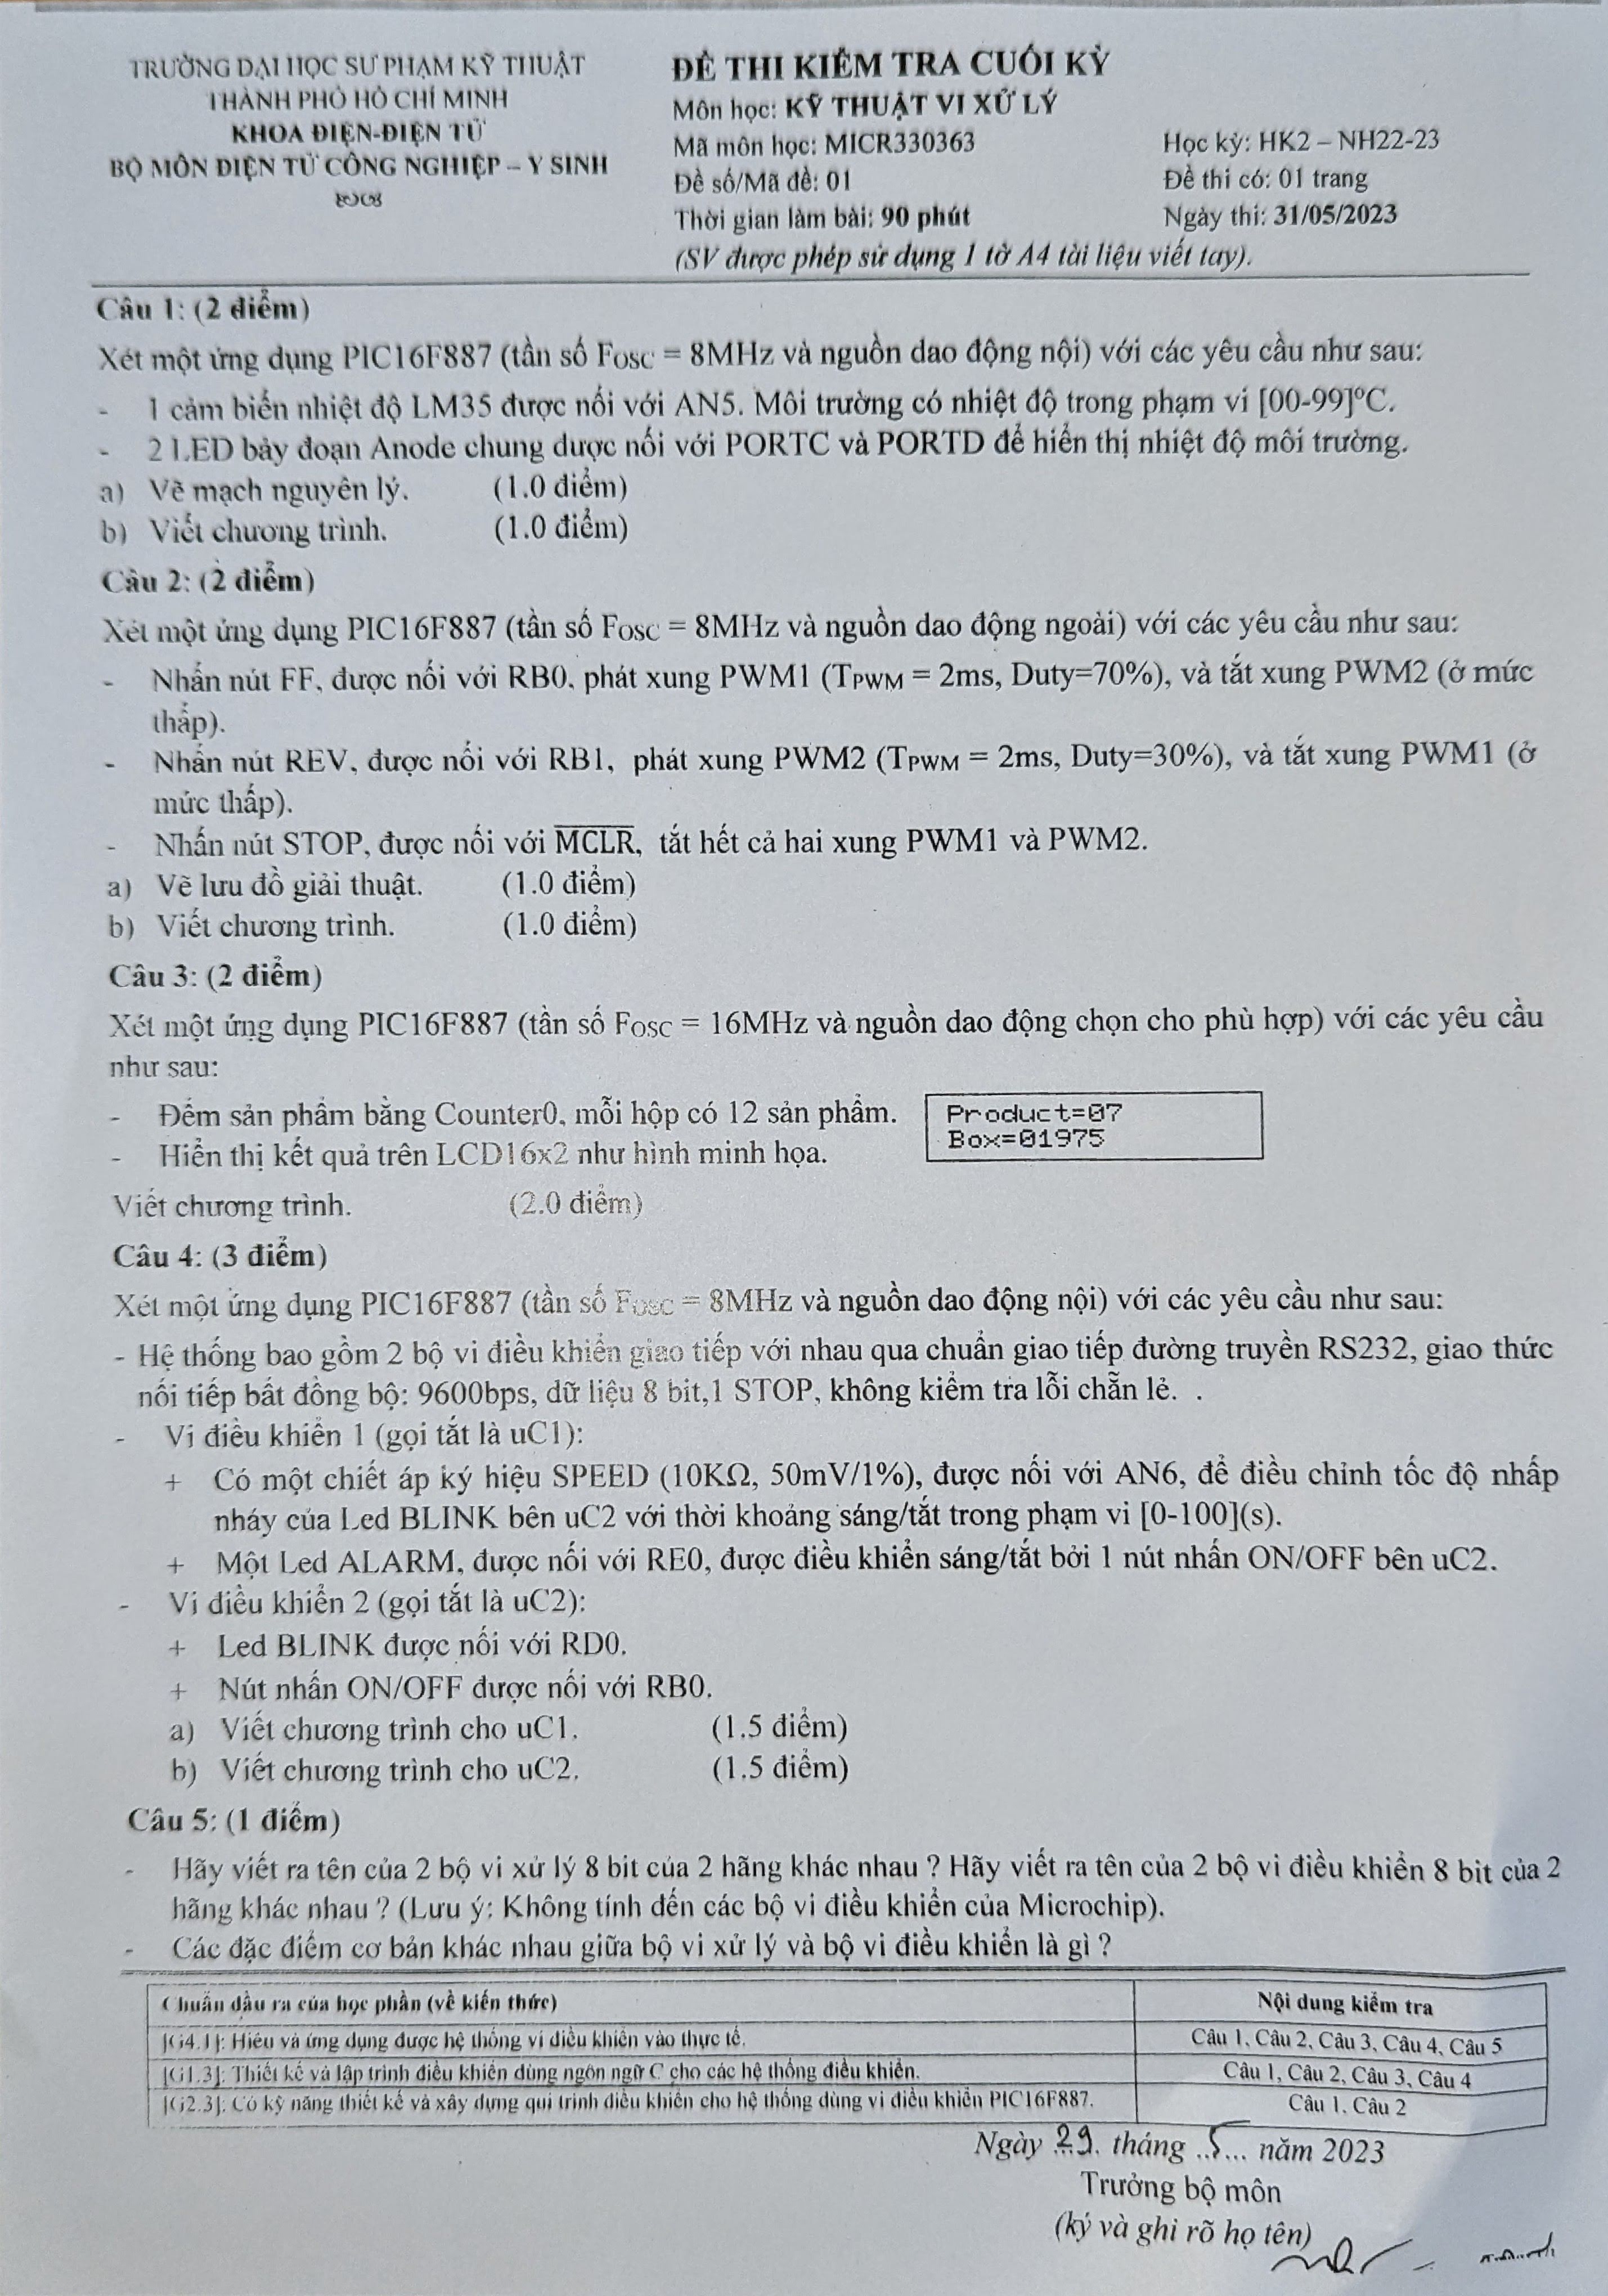 TRƯỜNG DẠI HỌC SƯ PHẠM KỸ THUẬT
THÀNH PHỐ HỒ CHÍ MINH
KHOA ĐIỆN-ĐIỆN TỬ
BỘ MÔN ĐIỆN TỬ CÔNG NGHIỆP – Y SINH
ĐỀ THI KIỂM TRA CUỐI KỲ
Môn học: KỸ THUẬT VI XỬ LÝ
Mã môn học: MICR330363
Học kỳ: HK2 – NH22-23
Đề số/Mã đề: 01
Đề thi có: 01 trang
Thời gian làm bài: 90 phút
Ngày thi: 31/05/2023
(SV được phép sử dụng 1 tờ A4 tài liệu viết tay).
Câu 1: (2 điểm)
Xét một ứng dụng PIC16F887 (tần số FOSC = 8MHz và nguồn dao động nội) với các yêu cầu như sau:
- 1 cảm biến nhiệt độ LM35 được nối với AN5. Môi trường có nhiệt độ trong phạm vi [00-99]°C.
- 2 LED bảy đoạn Anode chung được nối với PORTC và PORTD để hiển thị nhiệt độ môi trường.
a) Vẽ mạch nguyên lý. (1.0 điểm)
b) Viết chương trình. (1.0 điểm)
Câu 2: (2 điểm)
Xét một ứng dụng PIC16F887 (tần số FOSC = 8MHz và nguồn dao động ngoài) với các yêu cầu như sau:
- Nhấn nút FF, được nối với RB0, phát xung PWM1 (TPWM = 2ms, Duty=70%), và tắt xung PWM2 (ở mức
thấp).
- Nhấn nút REV, được nối với RB1, phát xung PWM2 (TPWM = 2ms, Duty=30%), và tắt xung PWM1 (ở
mức thấp).
- Nhấn nút STOP, được nối với MCLR, tắt hết cả hai xung PWM1 và PWM2.
a) Vẽ lưu đồ giải thuật. (1.0 điểm)
b) Viết chương trình. (1.0 điểm)
Câu 3: (2 điểm)
Xét một ứng dụng PIC16F887 (tần số FOSC = 16MHz và nguồn dao động chọn cho phù hợp) với các yêu cầu
như sau:
- Đếm sản phẩm bằng Counter0, mỗi hộp có 12 sản phẩm.
- Hiển thị kết quả trên LCD16x2 như hình minh họa.
Product=07
Box=01975
Viết chương trình. (2.0 điểm)
Câu 4: (3 điểm)
Xét một ứng dụng PIC16F887 (tần số FOSC = 8MHz và nguồn dao động nội) với các yêu cầu như sau:
- Hệ thống bao gồm 2 bộ vi điều khiển giao tiếp với nhau qua chuẩn giao tiếp đường truyền RS232, giao thức
nối tiếp bất đồng bộ: 9600bps, dữ liệu 8 bit,1 STOP, không kiểm tra lỗi chẵn lẻ. .
- Vi điều khiển 1 (gọi tắt là uC1):
+ Có một chiết áp ký hiệu SPEED (10KΩ, 50mV/1%), được nối với AN6, để điều chỉnh tốc độ nhấp
nháy của Led BLINK bên uC2 với thời khoảng sáng/tắt trong phạm vi [0-100](s).
+ Một Led ALARM, được nối với RE0, được điều khiển sáng/tắt bởi 1 nút nhấn ON/OFF bên uC2.
- Vi điều khiển 2 (gọi tắt là uC2):
+ Led BLINK được nối với RD0.
+ Nút nhấn ON/OFF được nối với RB0.
a) Viết chương trình cho uC1. (1.5 điểm)
b) Viết chương trình cho uC2. (1.5 điểm)
Câu 5: (1 điểm)
- Hãy viết ra tên của 2 bộ vi xử lý 8 bit của 2 hãng khác nhau ? Hãy viết ra tên của 2 bộ vi điều khiển 8 bit của 2
hãng khác nhau ? (Lưu ý: Không tính đến các bộ vi điều khiển của Microchip).
- Các đặc điểm cơ bản khác nhau giữa bộ vi xử lý và bộ vi điều khiển là gì ?
Chuẩn đầu ra của học phần (về kiến thức)
Nội dung kiểm tra
[G4.1]: Hiểu và ứng dụng được hệ thống vi điều khiển vào thực tế.
Câu 1, Câu 2, Câu 3, Câu 4, Câu 5
[G1.3]: Thiết kế và lập trình điều khiển dùng ngôn ngữ C cho các hệ thống điều khiển.
Câu 1, Câu 2, Câu 3, Câu 4
[G2.3]: Có kỹ năng thiết kế và xây dựng qui trình điều khiển cho hệ thống dùng vi điều khiển PIC16F887.
Câu 1, Câu 2
Ngày 29 tháng 5 năm 2023
Trưởng bộ môn
(ký và ghi rõ họ tên)